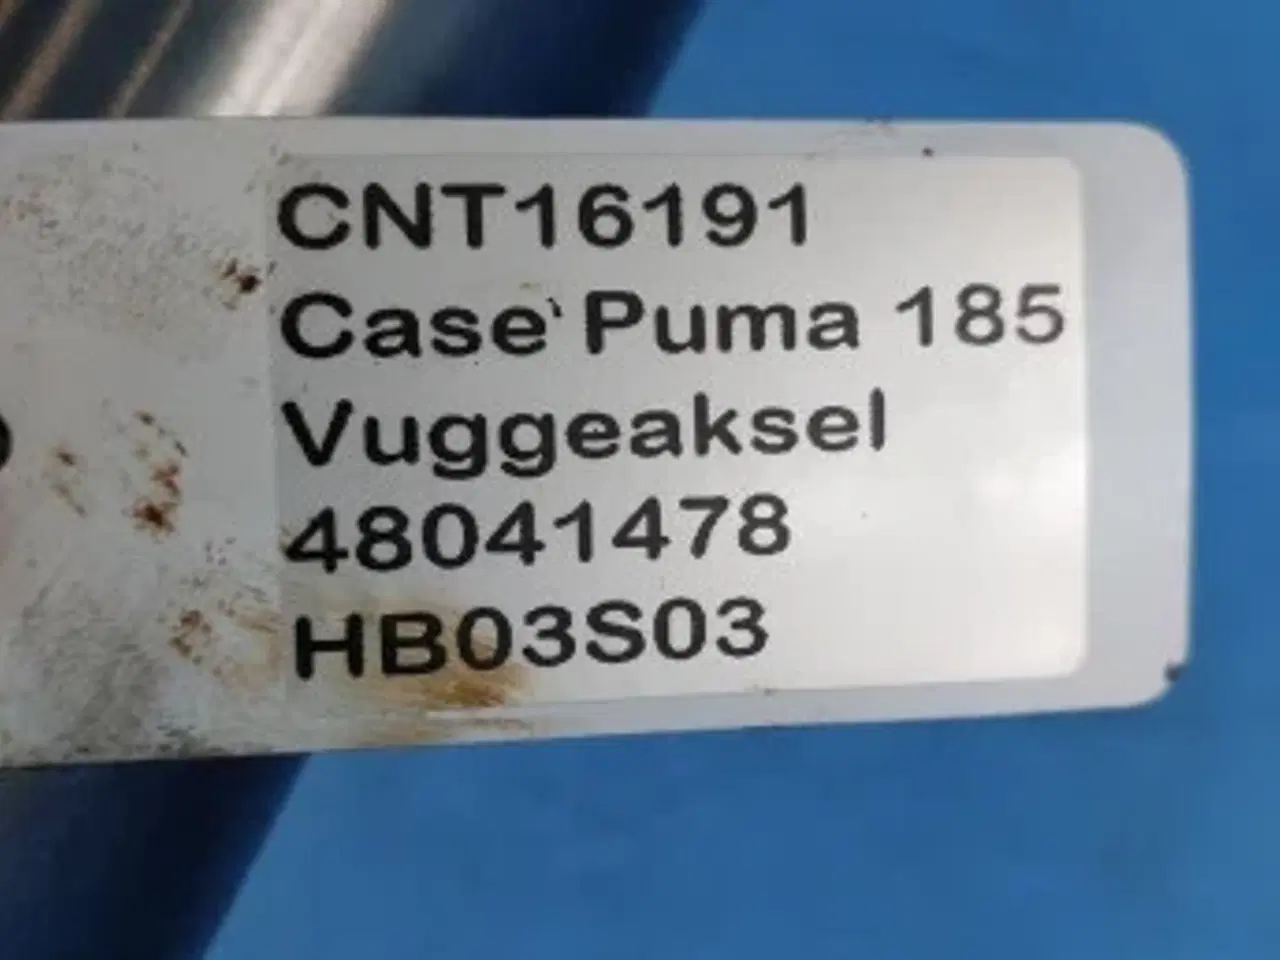 CNT16191
Case Puma 185
Vuggeaksel
48041478
HB03S03